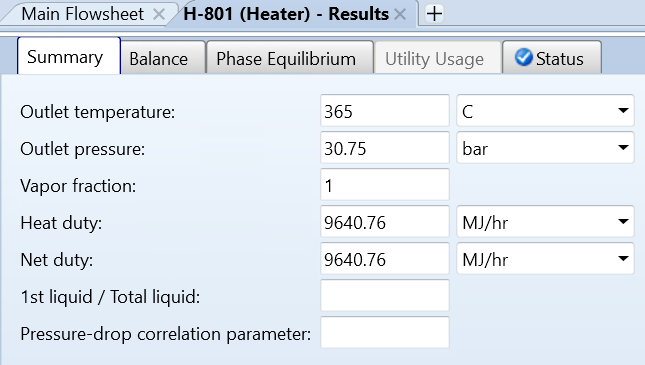 Main Flowsheet × H-801 (Heater) - Results × +
Summary Balance Phase Equilibrium Utility Usage Status
Outlet temperature: 365 C
Outlet pressure: 30.75 bar
Vapor fraction: 1
Heat duty: 9640.76 MJ/hr
Net duty: 9640.76 MJ/hr
1st liquid / Total liquid:
Pressure-drop correlation parameter: